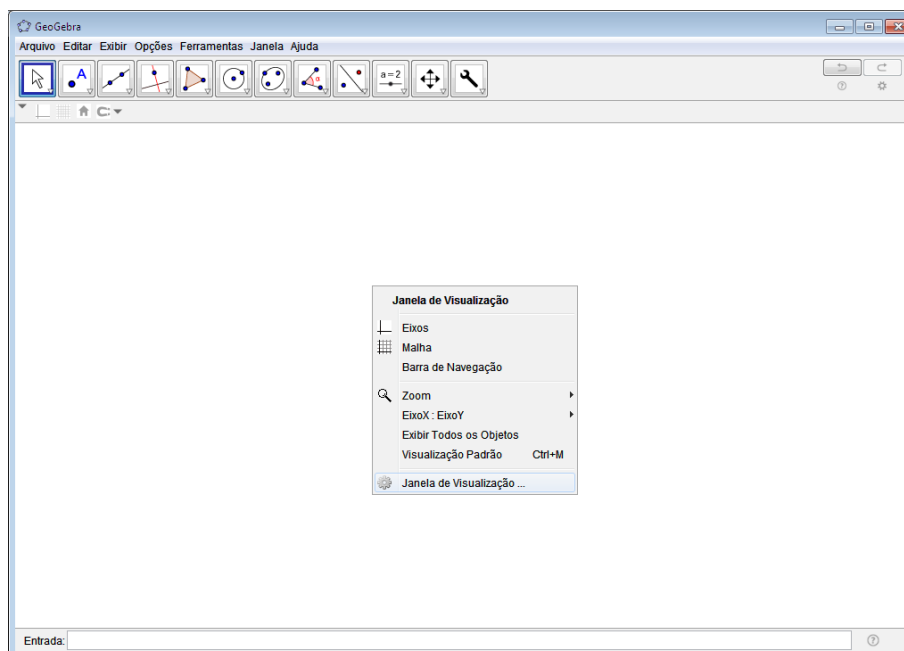 GeoGebra
Arquivo Editar Exibir Opções Ferramentas Janela Ajuda
A
α
a=2
Janela de Visualização
Eixos
Malha
Barra de Navegação
Zoom
EixoX : EixoY
Exibir Todos os Objetos
Visualização Padrão Ctrl+M
Janela de Visualização ...
Entrada: